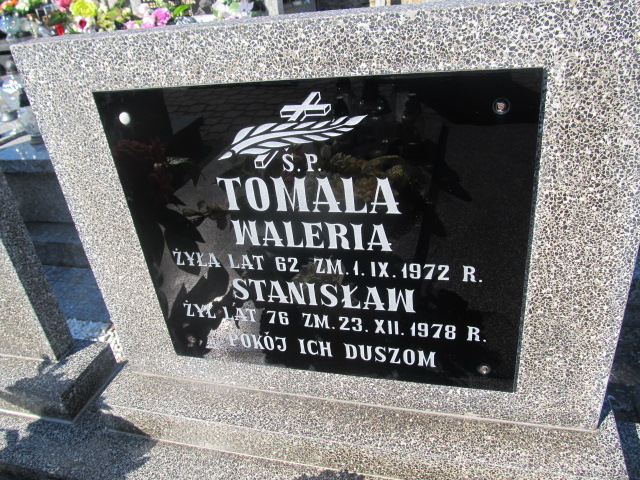 Ś.P.
TOMALA
WALERIA
ŻYŁA LAT 62 ZM. 1. IX. 1972 R.
STANISŁAW
ŻYŁ LAT 76 ZM. 23. XII. 1978 R.
POKÓJ ICH DUSZOM